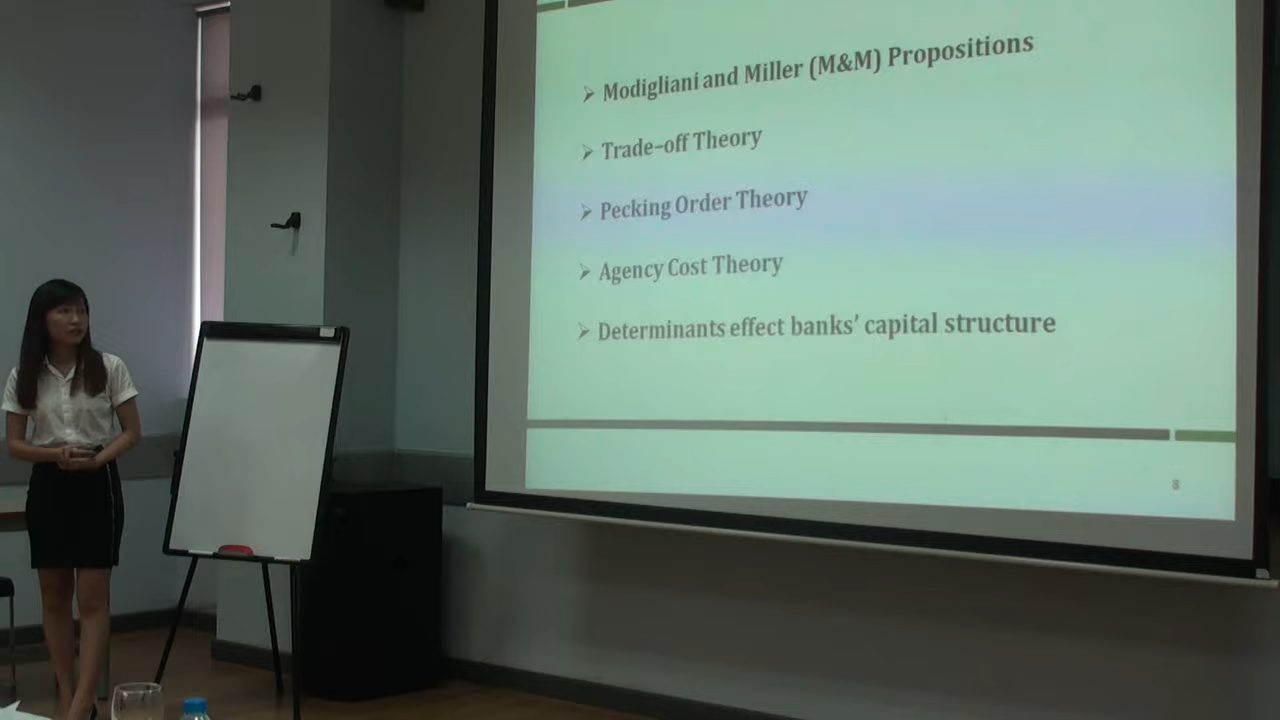 Modigliani and Miller (M&M) Propositions
Trade-off Theory
Pecking Order Theory
Agency Cost Theory
Determinants effect banks' capital structure
8